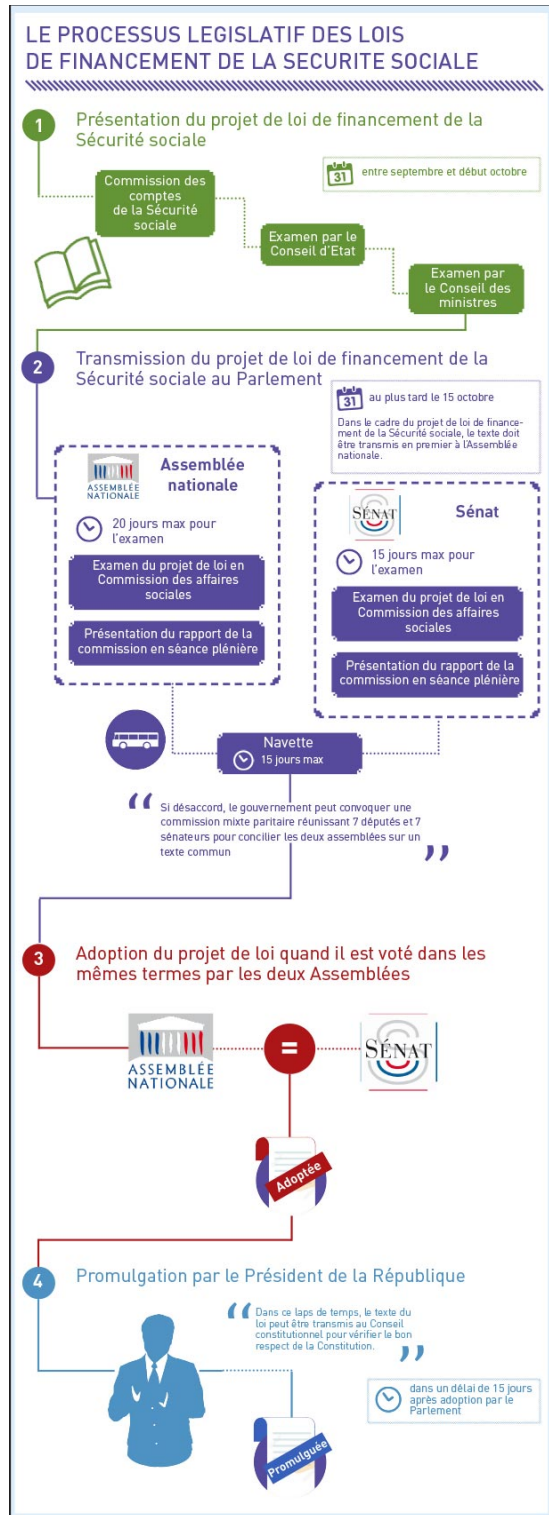 LE PROCESSUS LEGISLATIF DES LOIS
DE FINANCEMENT DE LA SECURITE SOCIALE
1
Présentation du projet de loi de financement de la
Sécurité sociale
31
entre septembre et début octobre
Commission des
comptes
de la Sécurité
sociale
Examen par le
Conseil d'Etat
Examen par
le Conseil des
ministres
2
Transmission du projet de loi de financement de la
Sécurité sociale au Parlement
31
au plus tard le 15 octobre
Dans le cadre du projet de loi de finance-
ment de la Sécurité sociale, le texte doit
être transmis en premier à l'Assemblée
nationale.
ASSEMBLÉE
NATIONALE
Assemblée
nationale
20 jours max pour
l'examen
Examen du projet de loi en
Commission des affaires
sociales
Présentation du rapport de la
commission en séance plénière
SÉNAT
Sénat
15 jours max pour
l'examen
Examen du projet de loi en
Commission des affaires
sociales
Présentation du rapport de la
commission en séance plénière
Navette
15 jours max
“ Si désaccord, le gouvernement peut convoquer une
commission mixte paritaire réunissant 7 députés et 7
sénateurs pour concilier les deux assemblées sur un
texte commun ”
3
Adoption du projet de loi quand il est voté dans les
mêmes termes par les deux Assemblées
ASSEMBLÉE
NATIONALE
=
SÉNAT
Adoptée
4
Promulgation par le Président de la République
“ Dans ce laps de temps, le texte du
loi peut être transmis au Conseil
constitutionnel pour vérifier le bon
respect de la Constitution. ”
dans un délai de 15 jours
après adoption par le
Parlement
Promulguée